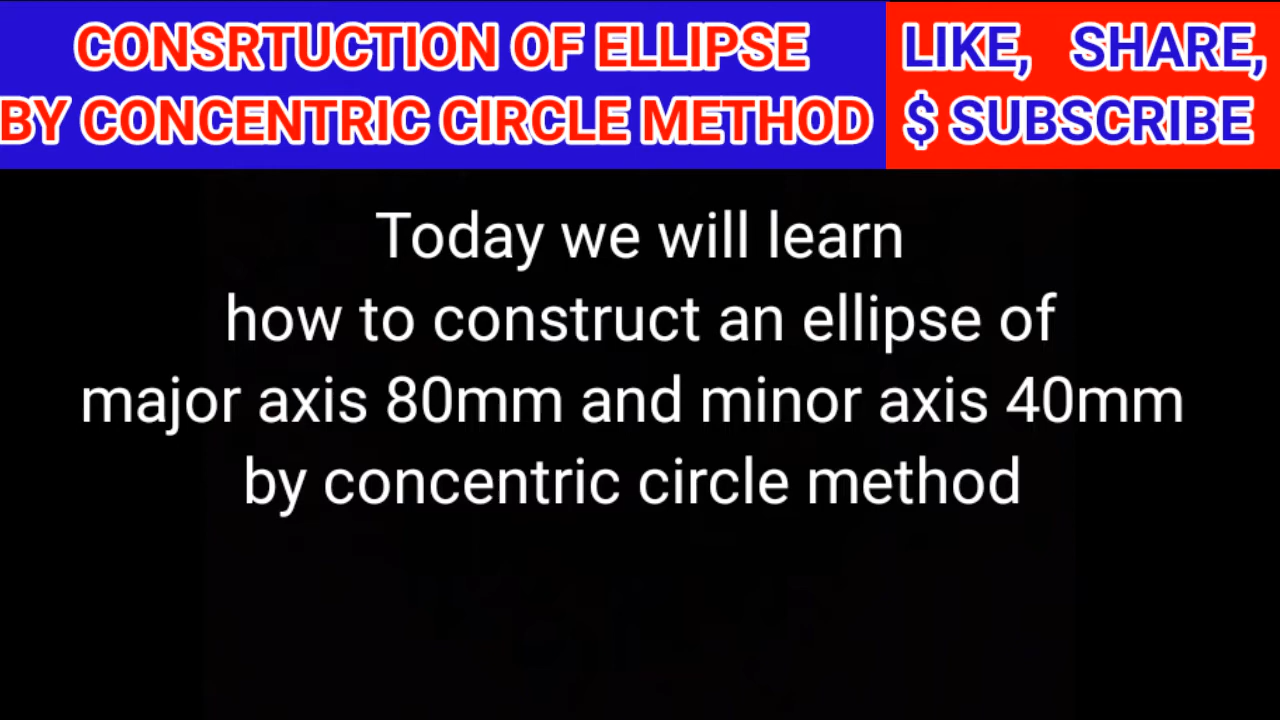 CONSRTUCTION OF ELLIPSE
BY CONCENTRIC CIRCLE METHOD
LIKE, SHARE,
$ SUBSCRIBE
Today we will learn
how to construct an ellipse of
major axis 80mm and minor axis 40mm
by concentric circle method